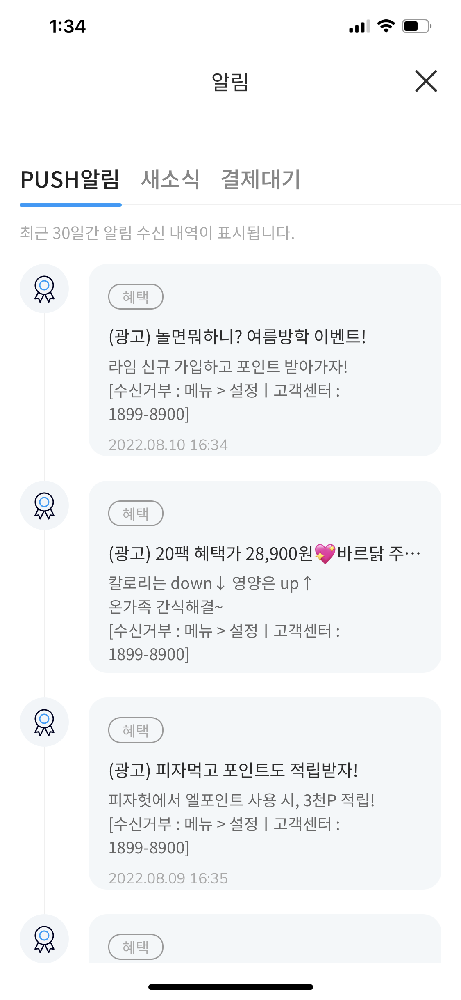 1:34
알림
PUSH알림 새소식 결제대기
최근 30일간 알림 수신 내역이 표시됩니다.
혜택
(광고) 놀면뭐하니? 여름방학 이벤트!
라임 신규 가입하고 포인트 받아가자!
[수신거부 : 메뉴 > 설정ㅣ고객센터 :
1899-8900]
2022.08.10 16:34
혜택
(광고) 20팩 혜택가 28,900원💖바르닭 주…
칼로리는 down↓ 영양은 up↑
온가족 간식해결~
[수신거부 : 메뉴 > 설정ㅣ고객센터 :
1899-8900]
혜택
(광고) 피자먹고 포인트도 적립받자!
피자헛에서 엘포인트 사용 시, 3천P 적립!
[수신거부 : 메뉴 > 설정ㅣ고객센터 :
1899-8900]
2022.08.09 16:35
혜택